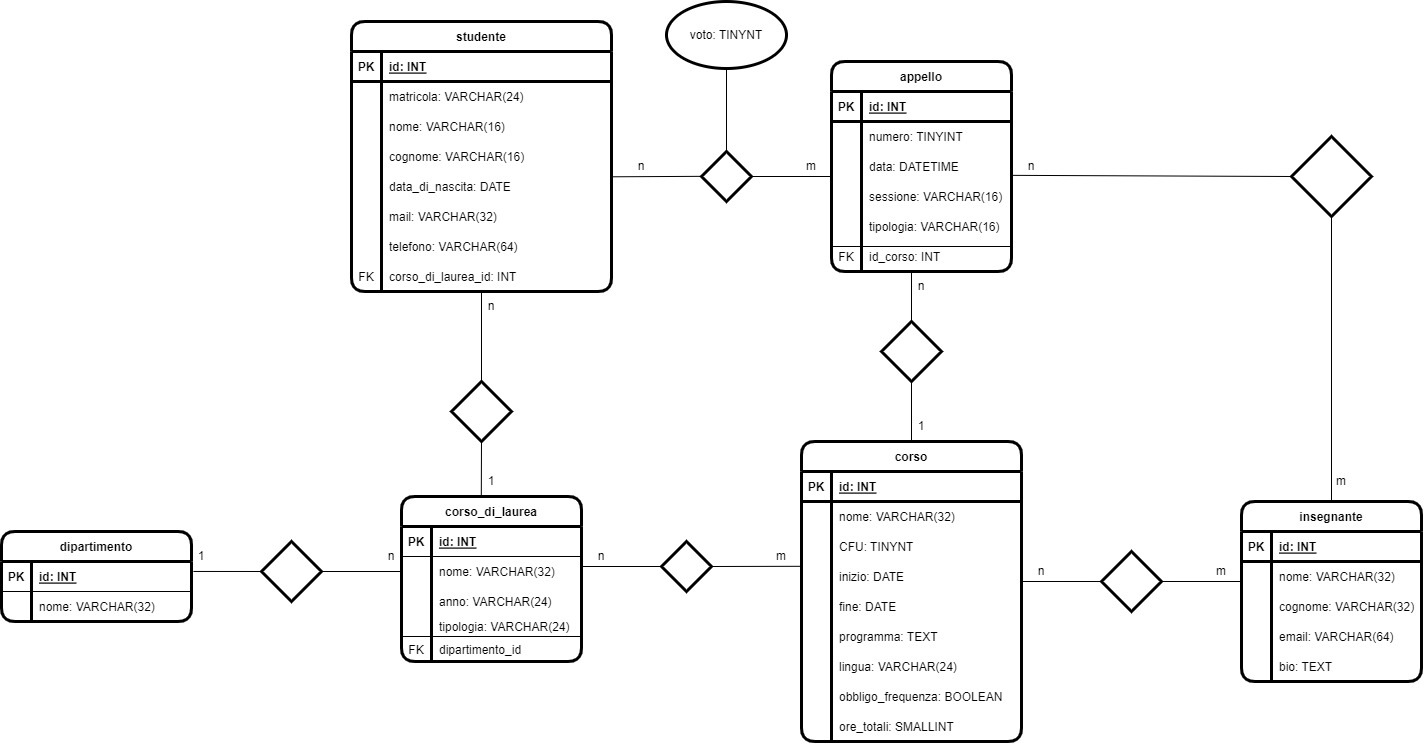 studente
PK id: INT
matricola: VARCHAR(24)
nome: VARCHAR(16)
cognome: VARCHAR(16)
data_di_nascita: DATE
mail: VARCHAR(32)
telefono: VARCHAR(64)
FK corso_di_laurea_id: INT
voto: TINYNT
appello
PK id: INT
numero: TINYINT
data: DATETIME
sessione: VARCHAR(16)
tipologia: VARCHAR(16)
FK id_corso: INT
n
m
n
n
1
n
1
m
dipartimento
PK id: INT
nome: VARCHAR(32)
1
n
corso_di_laurea
PK id: INT
nome: VARCHAR(32)
anno: VARCHAR(24)
tipologia: VARCHAR(24)
FK dipartimento_id
n
m
corso
PK id: INT
nome: VARCHAR(32)
CFU: TINYNT
inizio: DATE
fine: DATE
programma: TEXT
lingua: VARCHAR(24)
obbligo_frequenza: BOOLEAN
ore_totali: SMALLINT
n
m
insegnante
PK id: INT
nome: VARCHAR(32)
cognome: VARCHAR(32)
email: VARCHAR(64)
bio: TEXT